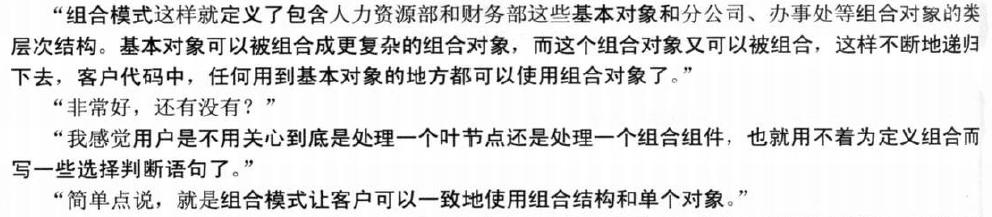 “组合模式这样就定义了包含人力资源部和财务部这些基本对象和分公司、办事处等组合对象的类
层次结构。基本对象可以被组合成更复杂的组合对象，而这个组合对象又可以被组合，这样不断地递归
下去，客户代码中，任何用到基本对象的地方都可以使用组合对象了。”
“非常好，还有没有？”
“我感觉用户是不用关心到底是处理一个叶节点还是处理一个组合组件，也就用不着为定义组合而
写一些选择判断语句了。”
“简单点说，就是组合模式让客户可以一致地使用组合结构和单个对象。”